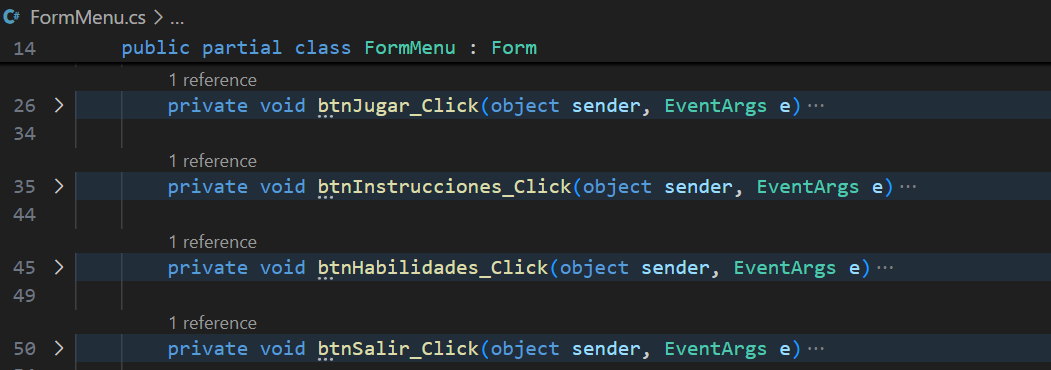 FormMenu.cs > ...
14 public partial class FormMenu : Form
1 reference
26 > private void btnJugar_Click(object sender, EventArgs e)···
34
1 reference
35 > private void btnInstrucciones_Click(object sender, EventArgs e)···
44
1 reference
45 > private void btnHabilidades_Click(object sender, EventArgs e)···
49
1 reference
50 > private void btnSalir_Click(object sender, EventArgs e)···